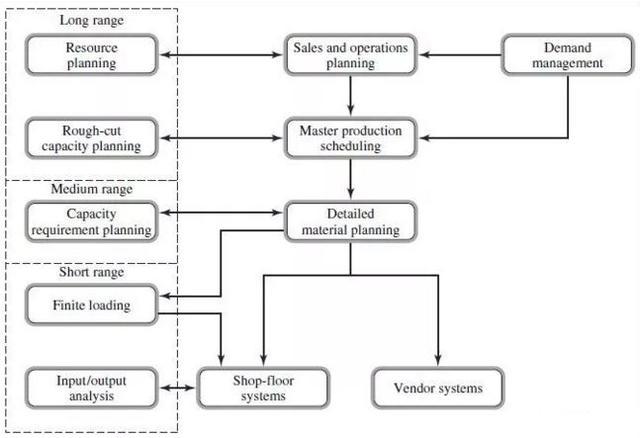 Long range
Resource
planning
Sales and operations
planning
Demand
management
Rough-cut
capacity planning
Master production
scheduling
Medium range
Capacity
requirement planning
Detailed
material planning
Short range
Finite loading
Input/output
analysis
Shop-floor
systems
Vendor systems